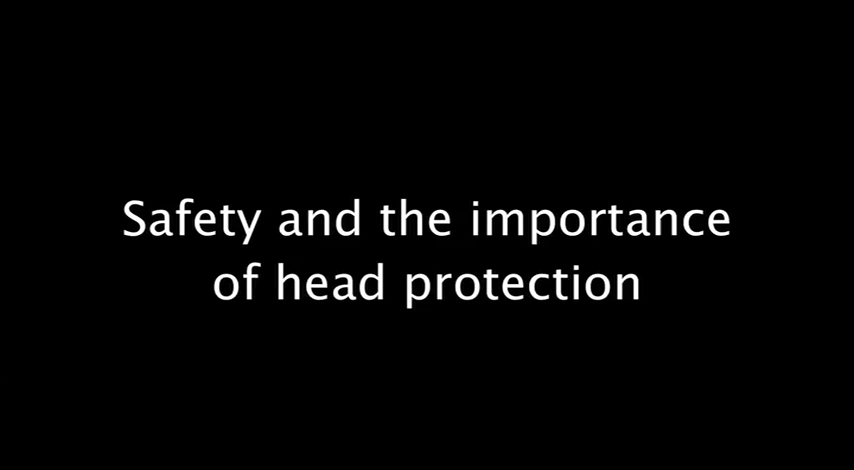 Safety and the importance
of head protection